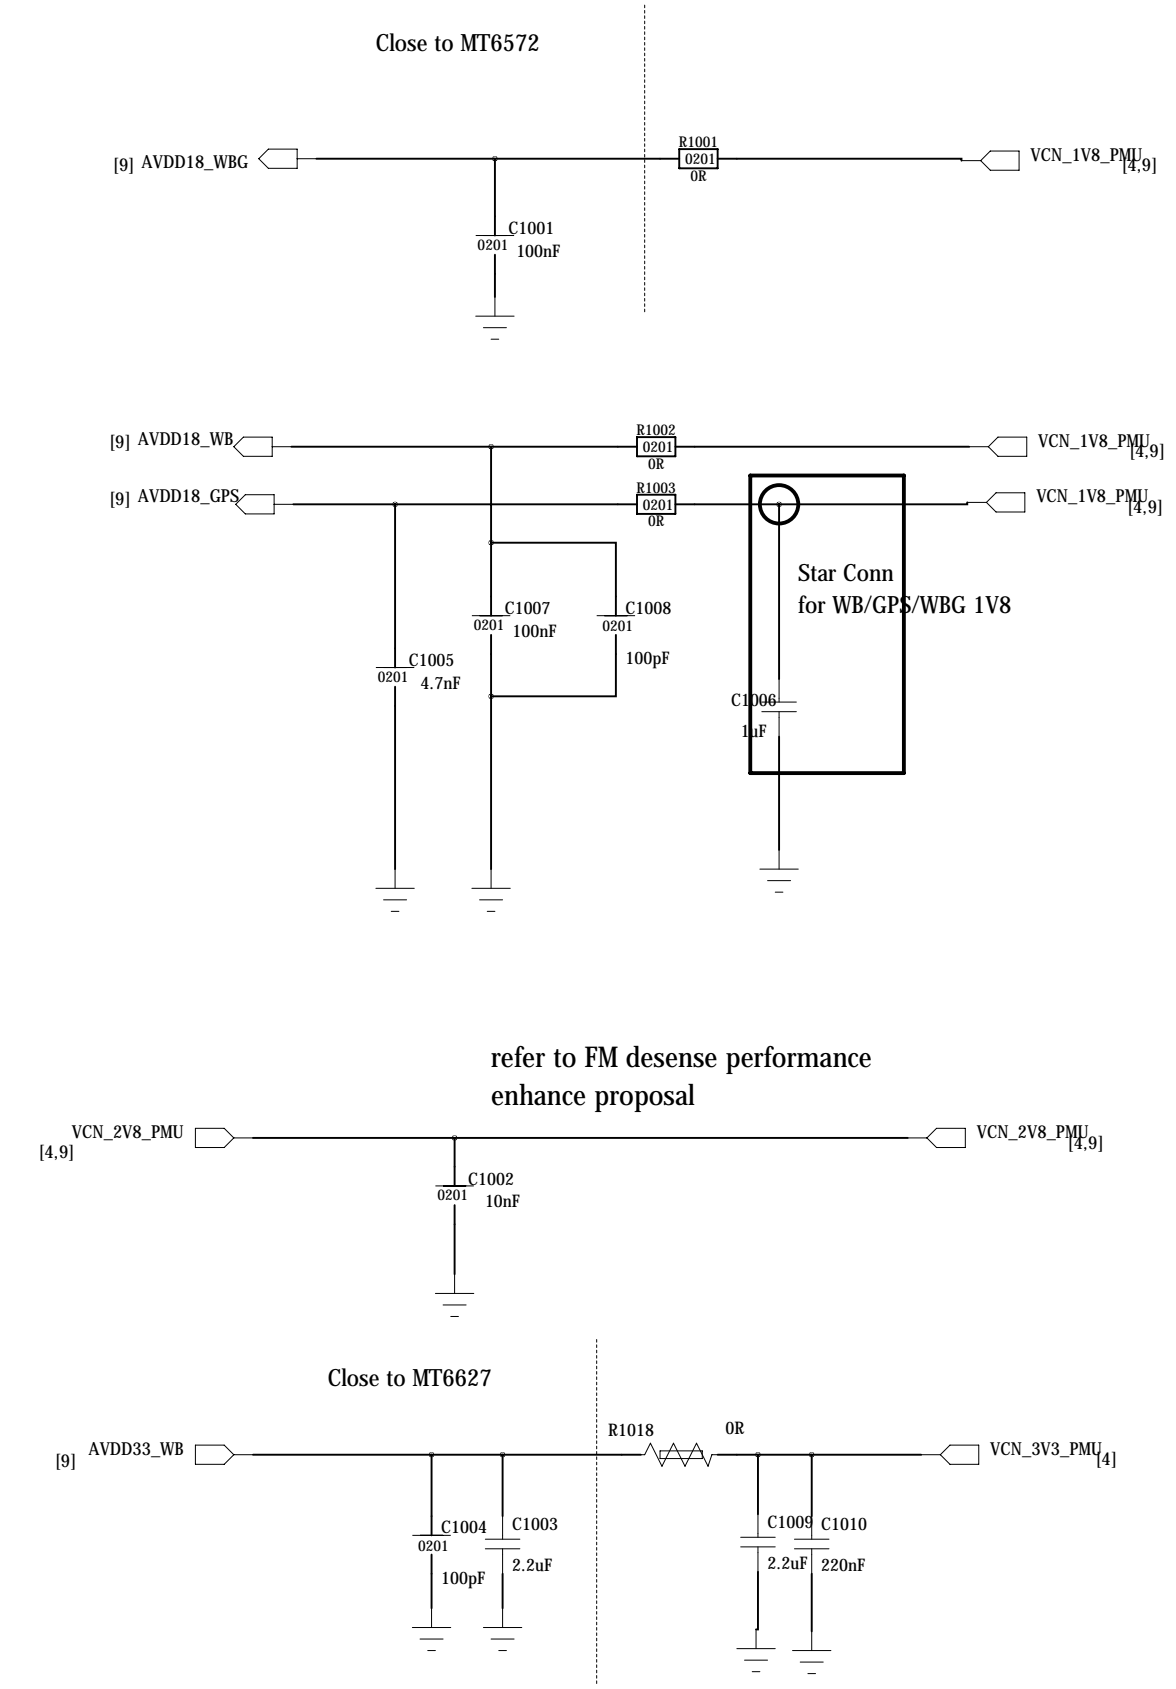 Close to MT6572
R1001
0201
0R
[9] AVDD18_WBG
VCN_1V8_PMU
[4,9]
C1001
0201
100nF
[9] AVDD18_WB
R1002
0201
0R
VCN_1V8_PMU
[4,9]
[9] AVDD18_GPS
R1003
0201
0R
VCN_1V8_PMU
[4,9]
Star Conn
for WB/GPS/WBG 1V8
C1007
0201
100nF
C1008
0201
100pF
C1005
0201
4.7nF
C1006
1uF
refer to FM desense performance
enhance proposal
VCN_2V8_PMU
[4,9]
VCN_2V8_PMU
[4,9]
C1002
0201
10nF
Close to MT6627
R1018
0R
[9]
AVDD33_WB
VCN_3V3_PMU
[4]
C1004
0201
100pF
C1003
2.2uF
C1009
2.2uF
C1010
220nF